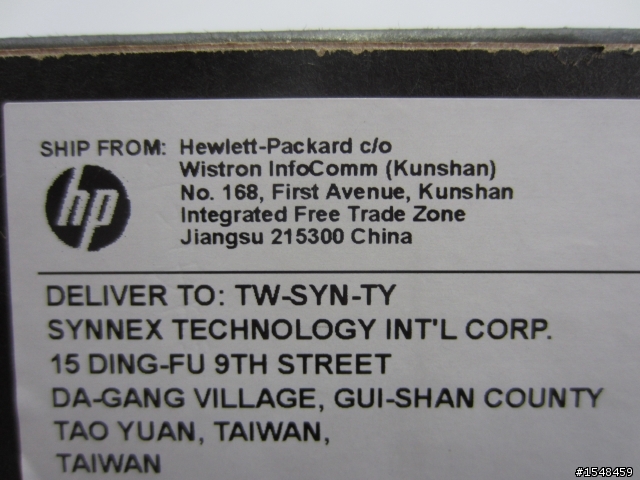 SHIP FROM: Hewlett-Packard c/o
Wistron InfoComm (Kunshan)
No. 168, First Avenue, Kunshan
Integrated Free Trade Zone
Jiangsu 215300 China
hp
DELIVER TO: TW-SYN-TY
SYNNEX TECHNOLOGY INT'L CORP.
15 DING-FU 9TH STREET
DA-GANG VILLAGE, GUI-SHAN COUNTY
TAO YUAN, TAIWAN,
TAIWAN
#1548459